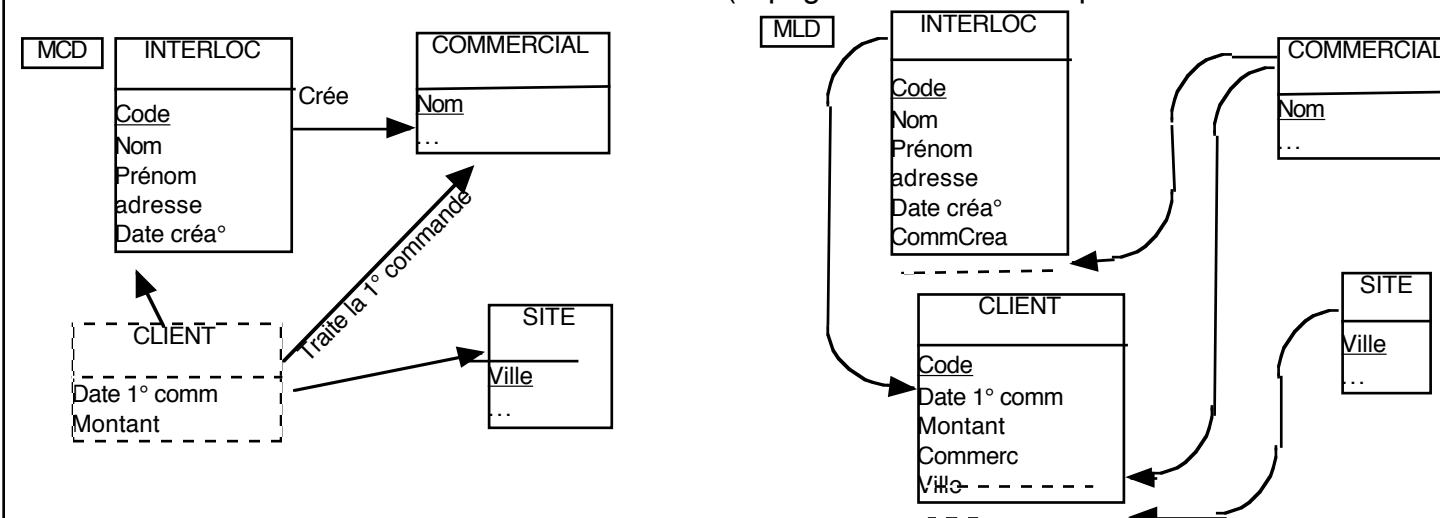 MCD
INTERLOC
Code
Nom
Prénom
adresse
Date créa°
Crée
COMMERCIAL
Nom
...
Traite la 1° commande
CLIENT
Date 1° comm
Montant
SITE
Ville
...
MLD
INTERLOC
Code
Nom
Prénom
adresse
Date créa°
CommCrea
COMMERCIAL
Nom
...
CLIENT
Code
Date 1° comm
Montant
Commerc
Ville
SITE
Ville
...